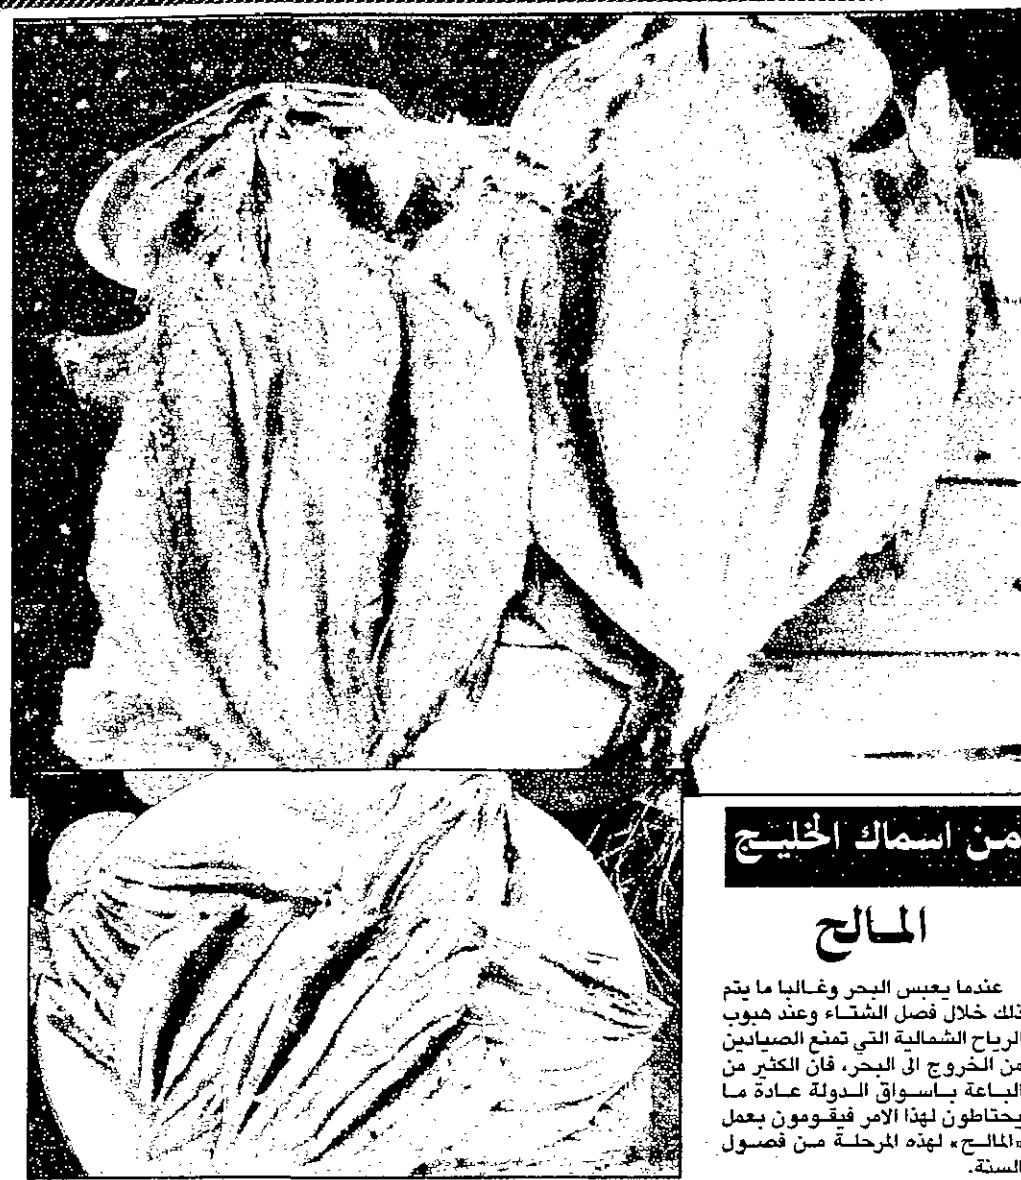 من اسماك الخليج
المالح
عندما يعبس البحر وغالبا ما يتم
ذلك خلال فصل الشتاء وعند هبوب
الرياح الشمالية التي تمنع الصيادين
من الخروج الى البحر، فان الكثير من
الباعة باسواق الدولة عادة ما
يحتاطون لهذا الامر فيقومون بعمل
«المالح» لهذه المرحلة من فصول
السنة.